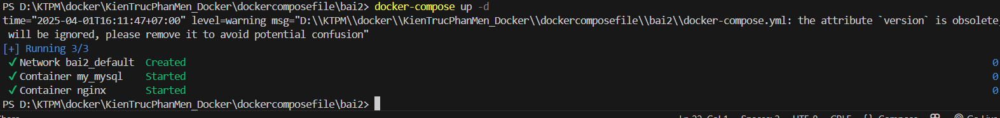 PS D:\KTPM\docker\KienTrucPhanMen_Docker\dockercomposefile\bai2> docker-compose up -d
time="2025-04-01T16:11:47+07:00" level=warning msg="D:\\KTPM\\docker\\KienTrucPhanMen_Docker\\dockercomposefile\\bai2\\docker-compose.yml: the attribute `version` is obsolete,
will be ignored, please remove it to avoid potential confusion"
[+] Running 3/3
✓ Network bai2_default Created 0
✓ Container my_mysql Started 0
✓ Container nginx Started 0
PS D:\KTPM\docker\KienTrucPhanMen_Docker\dockercomposefile\bai2>